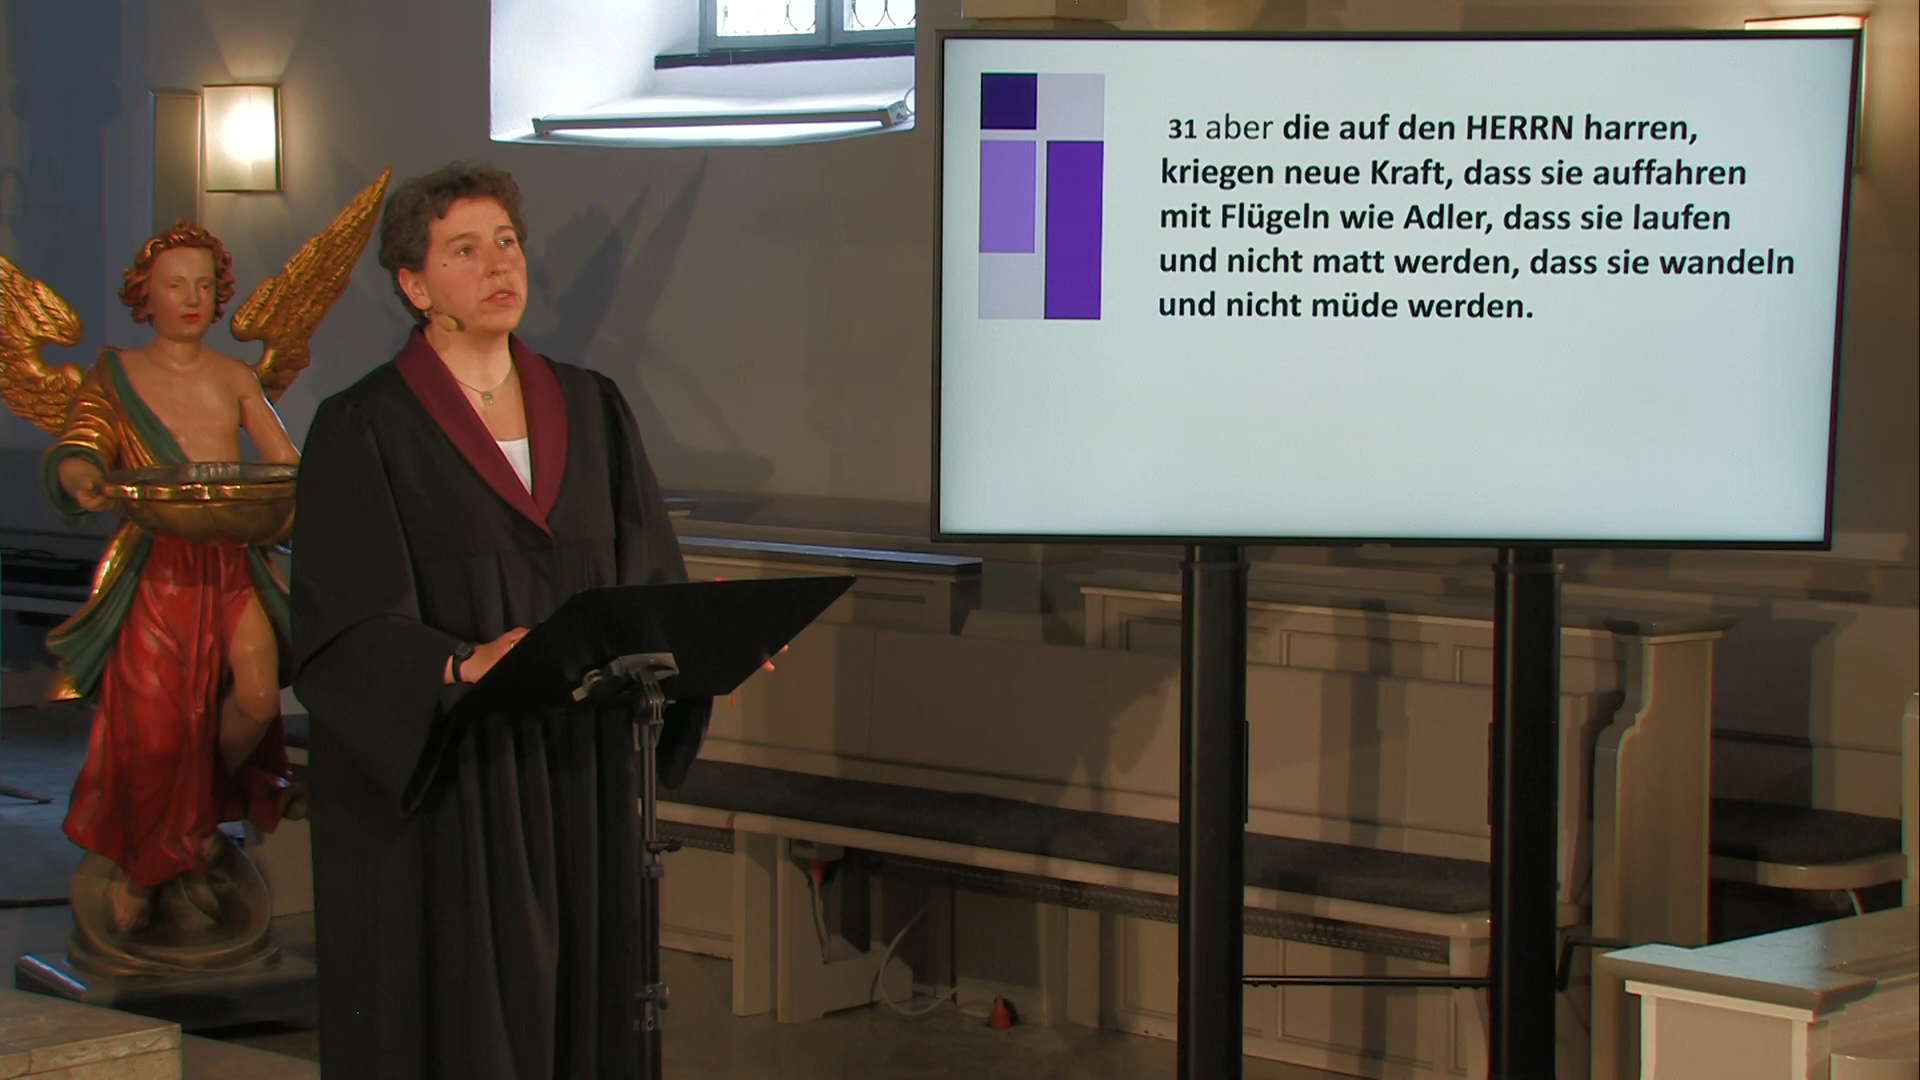 31 aber die auf den HERRN harren,
kriegen neue Kraft, dass sie auffahren
mit Flügeln wie Adler, dass sie laufen
und nicht matt werden, dass sie wandeln
und nicht müde werden.